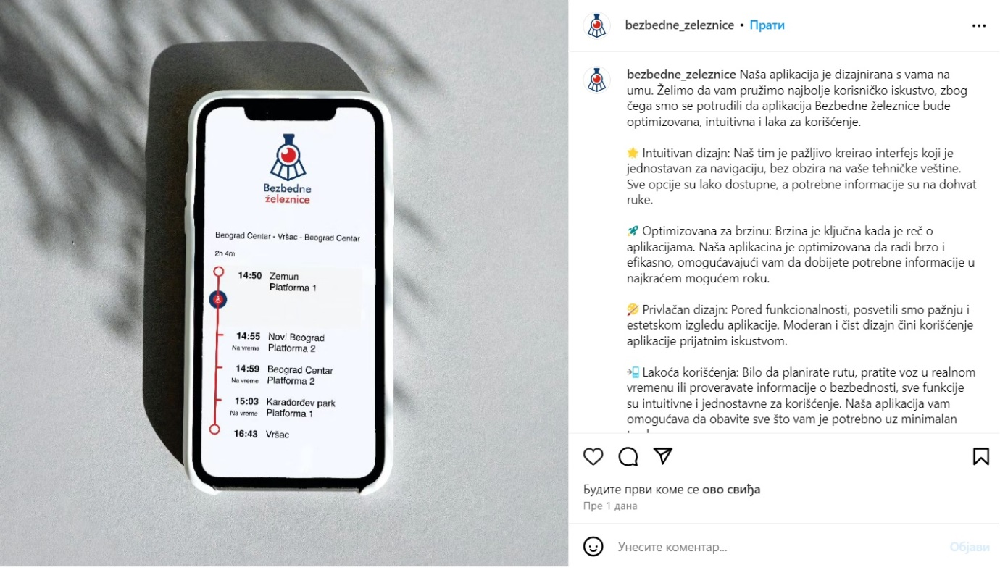 Bezbedne
železnice
Beograd Centar - Vršac - Beograd Centar
2h 4m
14:50 Zemun
Platforma 1
14:55 Novi Beograd
Na vreme Platforma 2
14:59 Beograd Centar
Na vreme Platforma 2
15:03 Karađorđev park
Na vreme Platforma 1
16:43 Vršac
bezbedne_zeleznice • Прати
bezbedne_zeleznice Naša aplikacija je dizajnirana s vama na
umu. Želimo da vam pružimo najbolje korisničko iskustvo, zbog
čega smo se potrudili da aplikacija Bezbedne železnice bude
optimizovana, intuitivna i laka za korišćenje.
🌟 Intuitivan dizajn: Naš tim je pažljivo kreirao interfejs koji je
jednostavan za navigaciju, bez obzira na vaše tehničke veštine.
Sve opcije su lako dostupne, a potrebne informacije su na dohvat
ruke.
🚀 Optimizovana za brzinu: Brzina je ključna kada je reč o
aplikacijama. Naša aplikacina je optimizovana da radi brzo i
efikasno, omogućavajući vam da dobijete potrebne informacije u
najkraćem mogućem roku.
🎨 Privlačan dizajn: Pored funkcionalnosti, posvetili smo pažnju i
estetskom izgledu aplikacije. Moderan i čist dizajn čini korišćenje
aplikacije prijatnim iskustvom.
📲 Lakoća korišćenja: Bilo da planirate rutu, pratite voz u realnom
vremenu ili proveravate informacije o bezbednosti, sve funkcije
su intuitivne i jednostavne za korišćenje. Naša aplikacija vam
omogućava da obavite sve što vam je potrebno uz minimalan
Будите први коме се ово свиђа
Пре 1 дана
Унесите коментар...
Објави